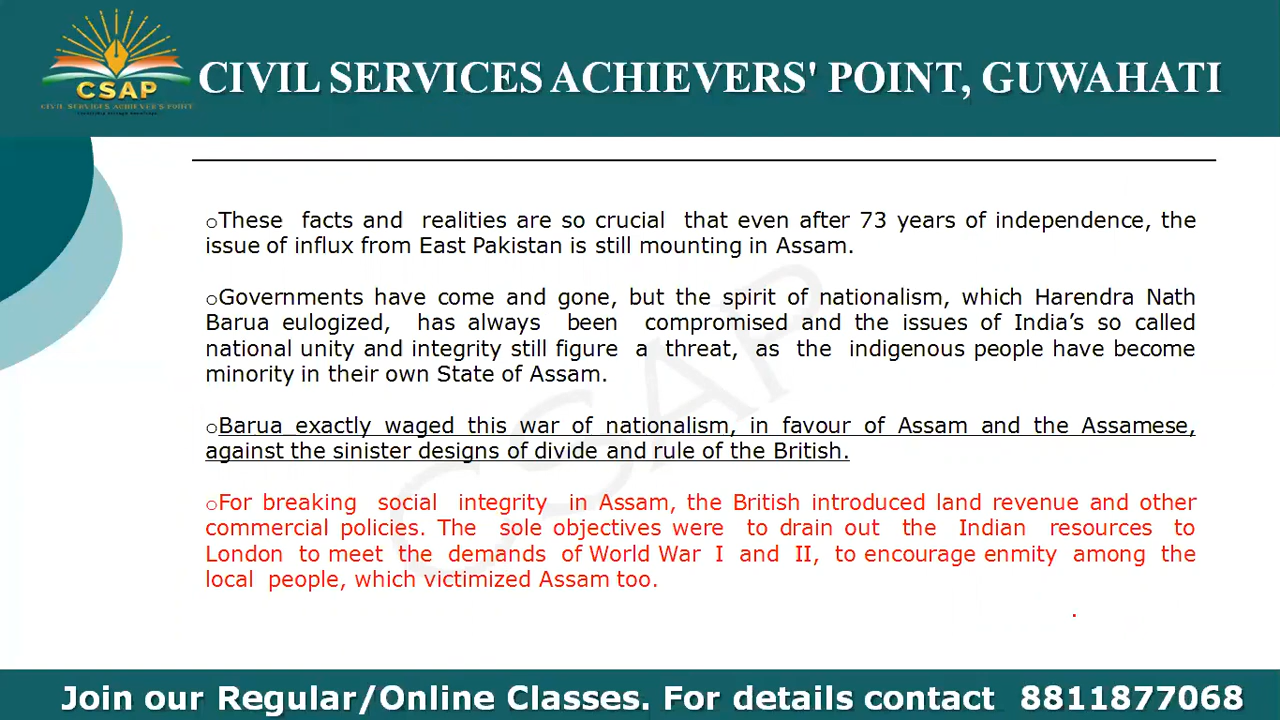 CSAP
CIVIL SERVICES ACHIEVER'S POINT
CIVIL SERVICES ACHIEVERS' POINT, GUWAHATI
oThese facts and realities are so crucial that even after 73 years of independence, the
issue of influx from East Pakistan is still mounting in Assam.
oGovernments have come and gone, but the spirit of nationalism, which Harendra Nath
Barua eulogized, has always been compromised and the issues of India's so called
national unity and integrity still figure a threat, as the indigenous people have become
minority in their own State of Assam.
oBarua exactly waged this war of nationalism, in favour of Assam and the Assamese,
against the sinister designs of divide and rule of the British.
oFor breaking social integrity in Assam, the British introduced land revenue and other
commercial policies. The sole objectives were to drain out the Indian resources to
London to meet the demands of World War I and II, to encourage enmity among the
local people, which victimized Assam too.
CSAP
Join our Regular/Online Classes. For details contact 8811877068